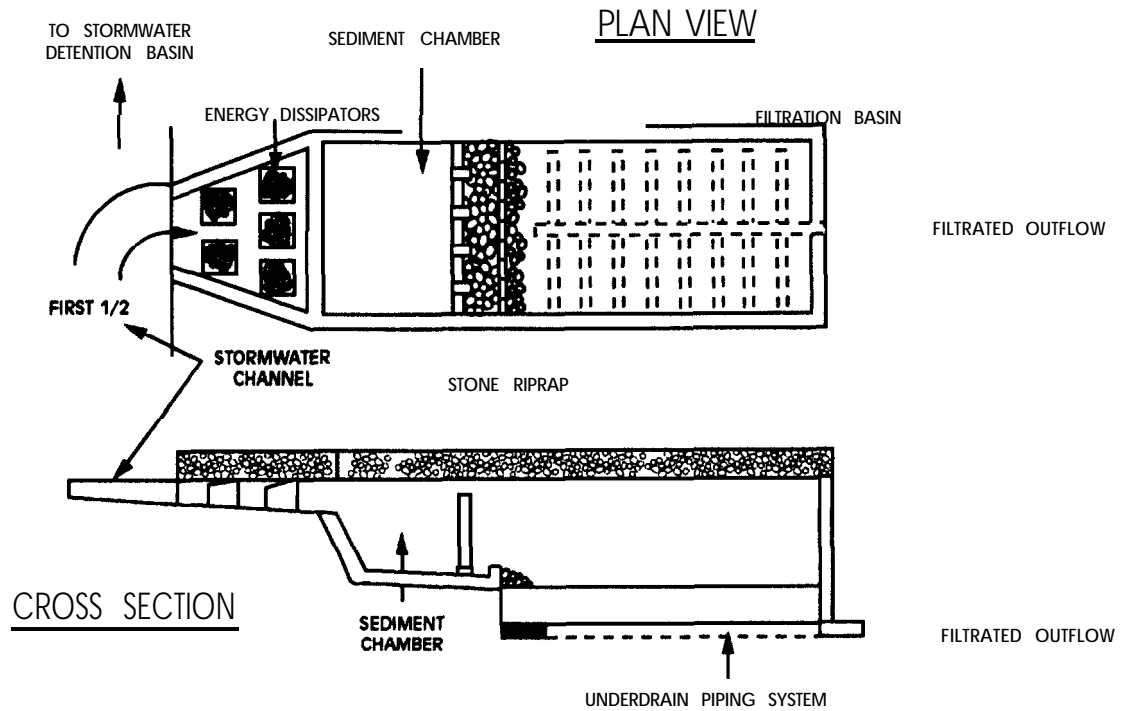 PLAN VIEW
TO STORMWATER
DETENTION BASIN
SEDIMENT CHAMBER
ENERGY DISSIPATORS
FILTRATION BASIN
FILTRATED OUTFLOW
FIRST 1/2
STORMWATER
CHANNEL
STONE RIPRAP
CROSS SECTION
SEDIMENT
CHAMBER
FILTRATED OUTFLOW
UNDERDRAIN PIPING SYSTEM